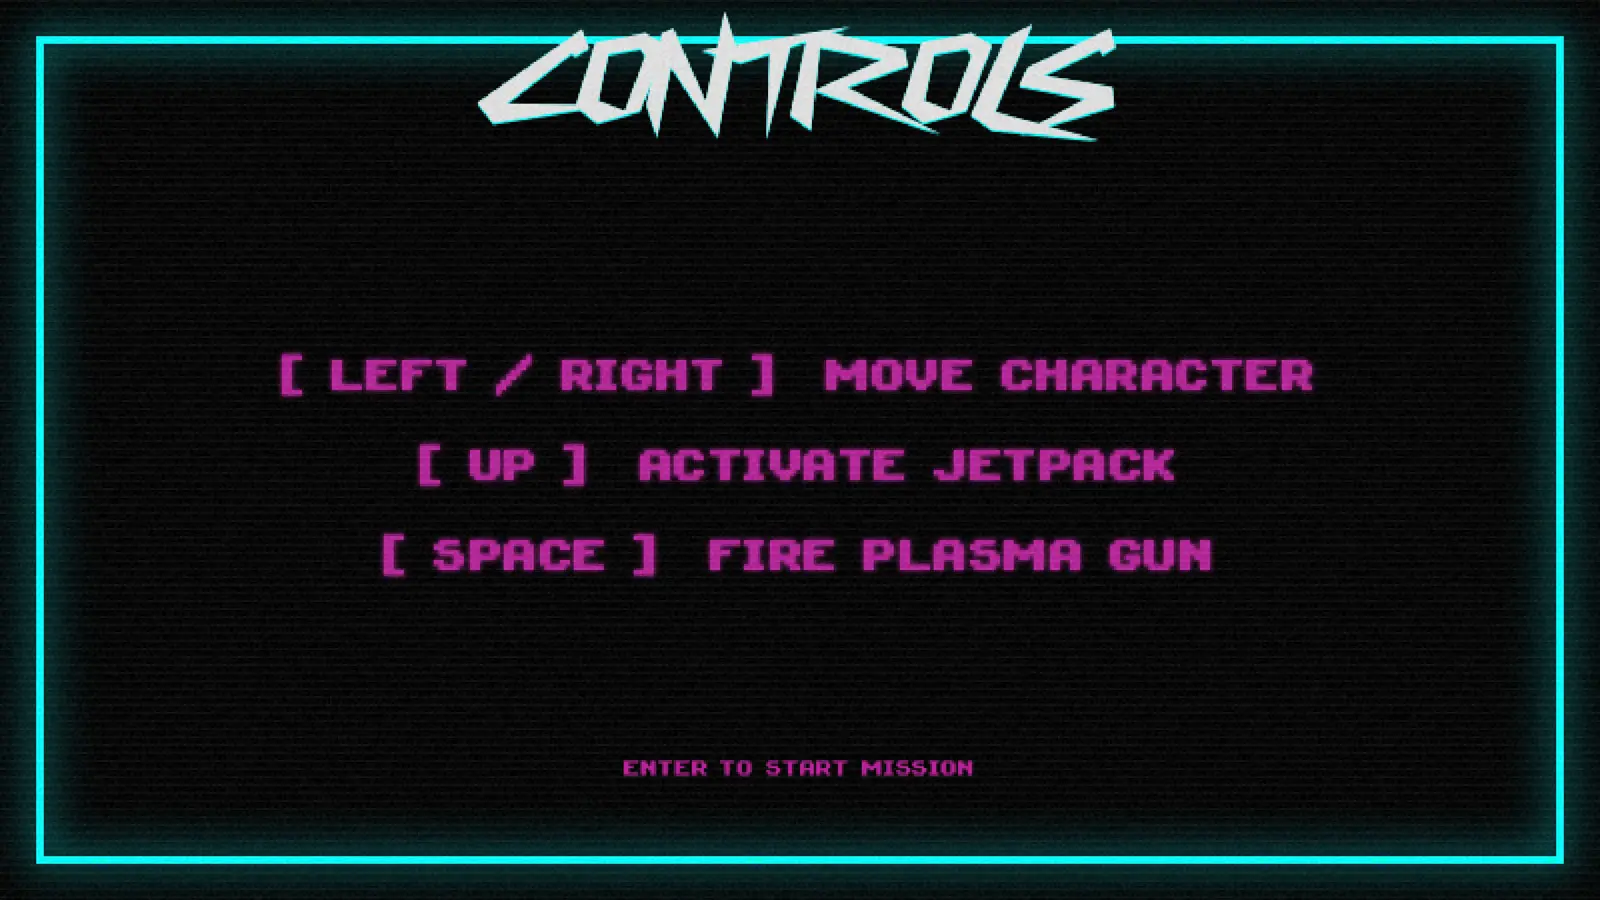 CONTROLS
[ LEFT / RIGHT ] MOVE CHARACTER
[ UP ] ACTIVATE JETPACK
[ SPACE ] FIRE PLASMA GUN
ENTER TO START MISSION